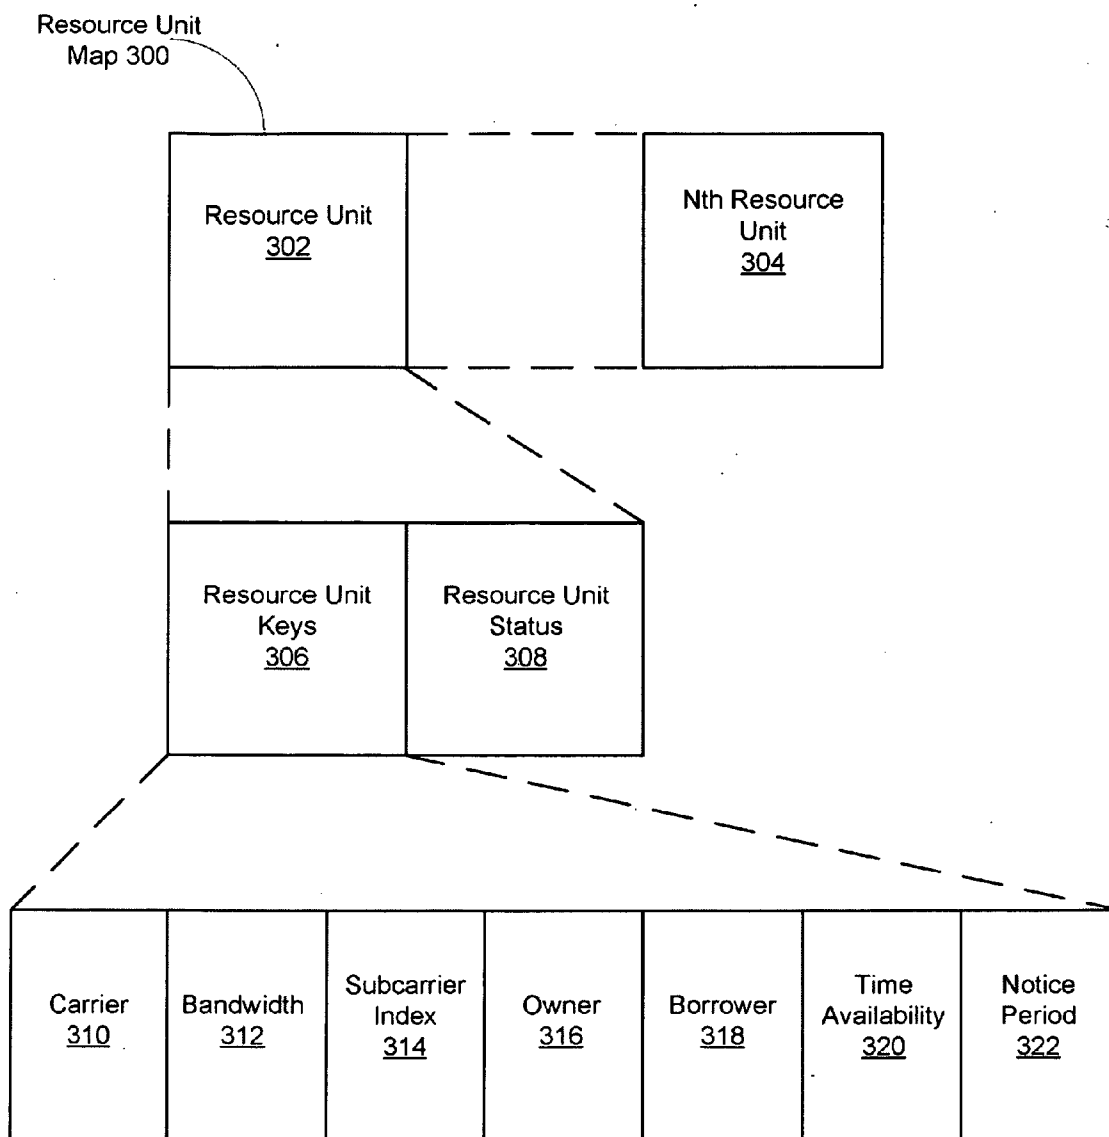 Resource Unit
Map 300
Resource Unit
302
Nth Resource
Unit
304
Resource Unit
Keys
306
Resource Unit
Status
308
Carrier
310
Bandwidth
312
Subcarrier
Index
314
Owner
316
Borrower
318
Time
Availability
320
Notice
Period
322